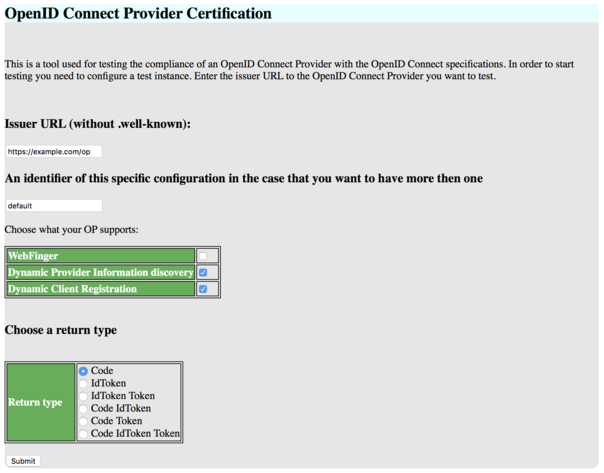 OpenID Connect Provider Certification
This is a tool used for testing the compliance of an OpenID Connect Provider with the OpenID Connect specifications. In order to start
testing you need to configure a test instance. Enter the issuer URL to the OpenID Connect Provider you want to test.
Issuer URL (without .well-known):
https://example.com/op
An identifier of this specific configuration in the case that you want to have more then one
default
Choose what your OP supports:
WebFinger
Dynamic Provider Information discovery
Dynamic Client Registration
Choose a return type
Return type
Code
IdToken
IdToken Token
Code IdToken
Code Token
Code IdToken Token
Submit